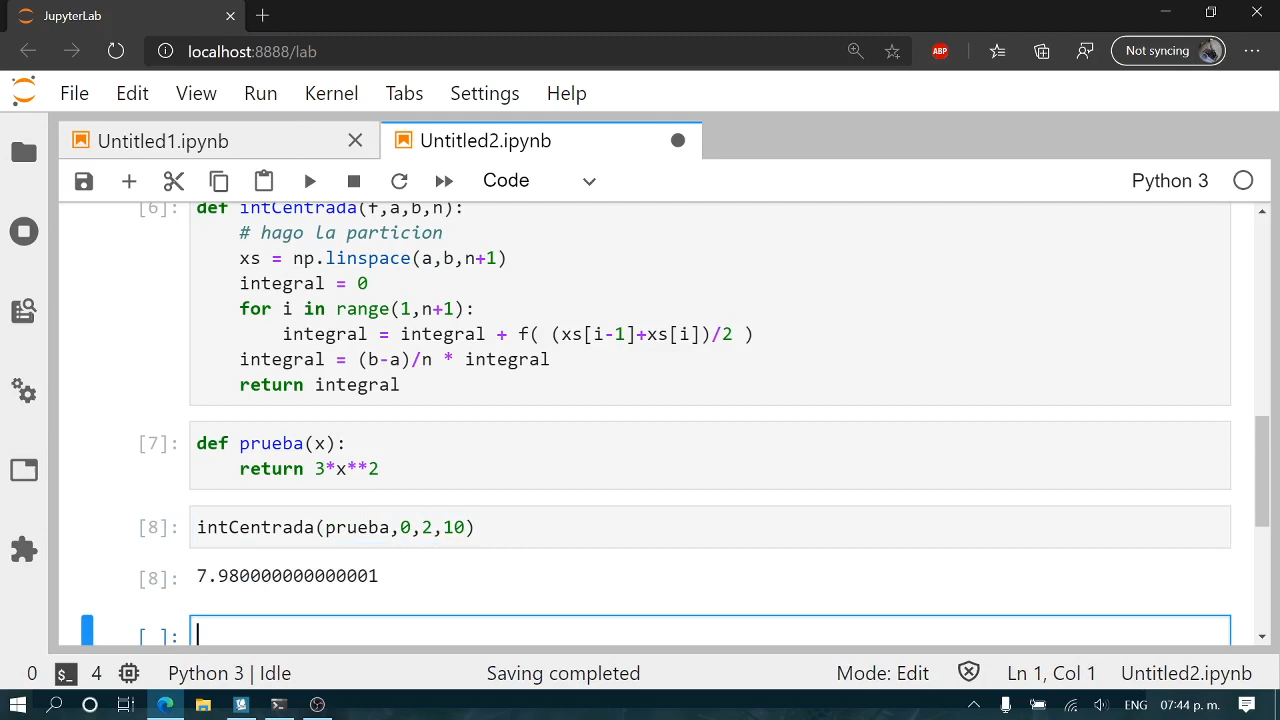 JupyterLab
localhost:8888/lab
ABP
Not syncing
File Edit View Run Kernel Tabs Settings Help
Untitled1.ipynb
Untitled2.ipynb
Code
Python 3
[6]: def intCentrada(f,a,b,n):
# hago la particion
xs = np.linspace(a,b,n+1)
integral = 0
for i in range(1,n+1):
integral = integral + f( (xs[i-1]+xs[i])/2 )
integral = (b-a)/n * integral
return integral
[7]: def prueba(x):
return 3*x**2
[8]: intCentrada(prueba,0,2,10)
[8]: 7.980000000000001
[ ]:
0 $_ 4 Python 3 | Idle Saving completed Mode: Edit Ln 1, Col 1 Untitled2.ipynb
ENG 07:44 p. m.